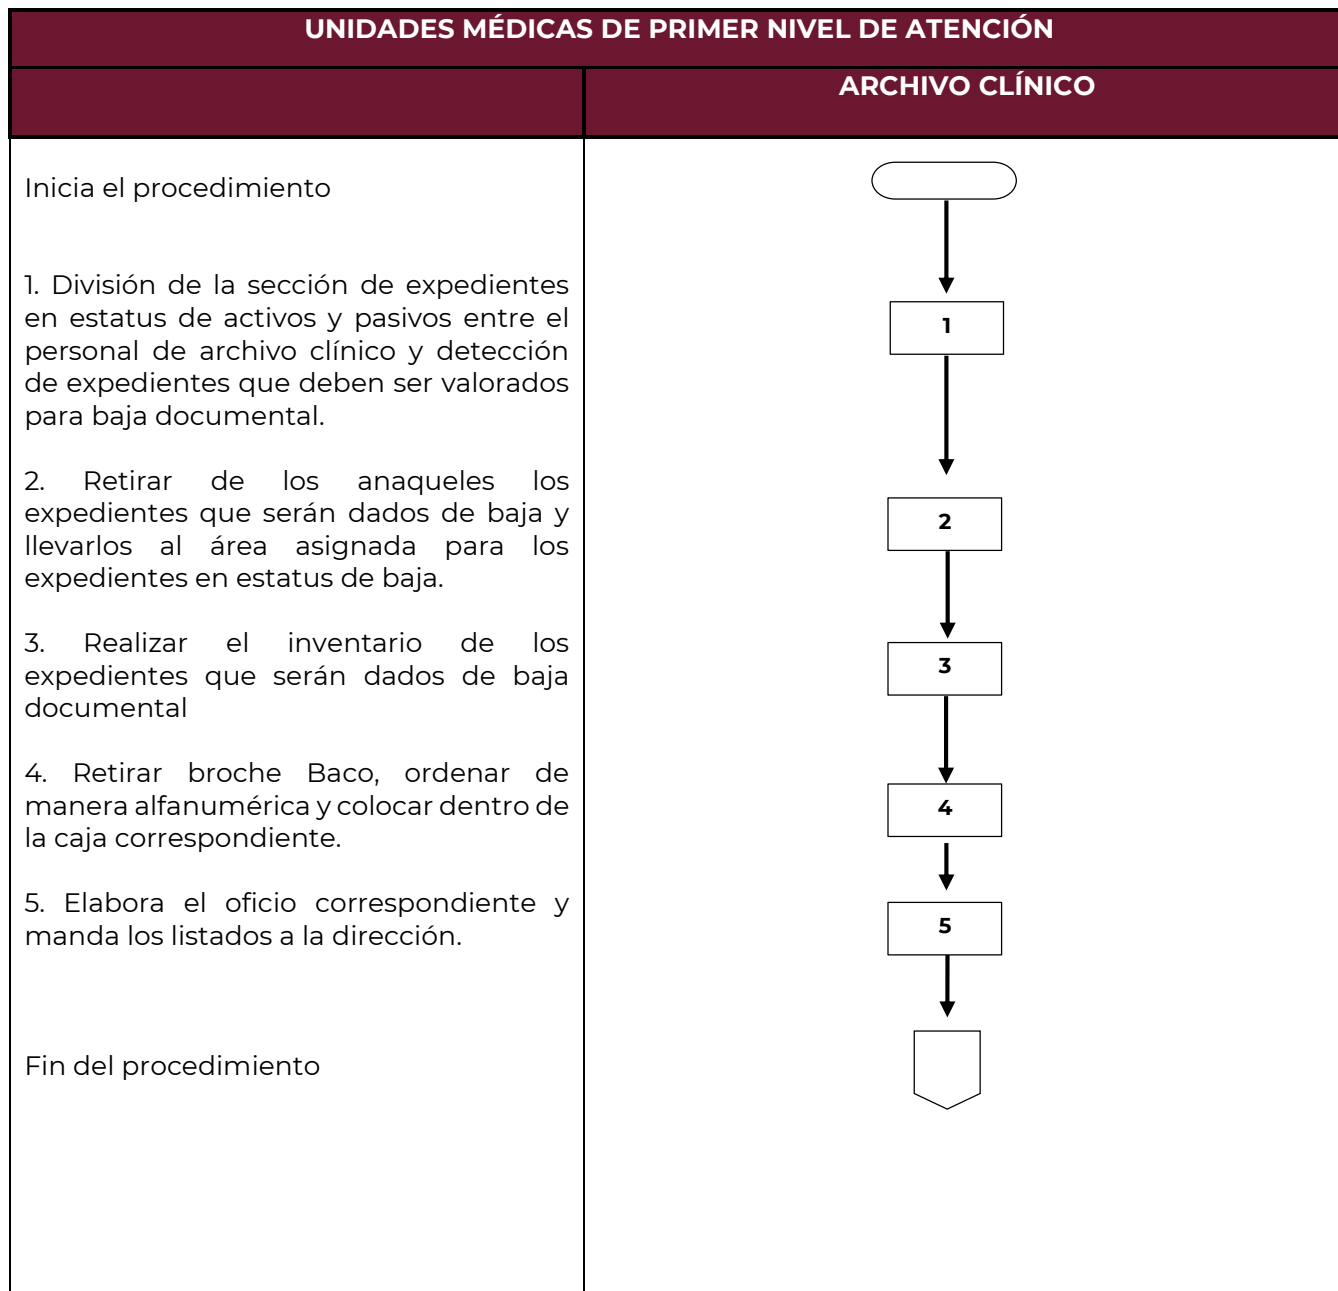 UNIDADES MÉDICAS DE PRIMER NIVEL DE ATENCIÓN
ARCHIVO CLÍNICO
Inicia el procedimiento
1. División de la sección de expedientes
en estatus de activos y pasivos entre el
personal de archivo clínico y detección
de expedientes que deben ser valorados
para baja documental.
2. Retirar de los anaqueles los
expedientes que serán dados de baja y
llevarlos al área asignada para los
expedientes en estatus de baja.
3. Realizar el inventario de los
expedientes que serán dados de baja
documental
4. Retirar broche Baco, ordenar de
manera alfanumérica y colocar dentro de
la caja correspondiente.
5. Elabora el oficio correspondiente y
manda los listados a la dirección.
Fin del procedimiento
1
2
3
4
5